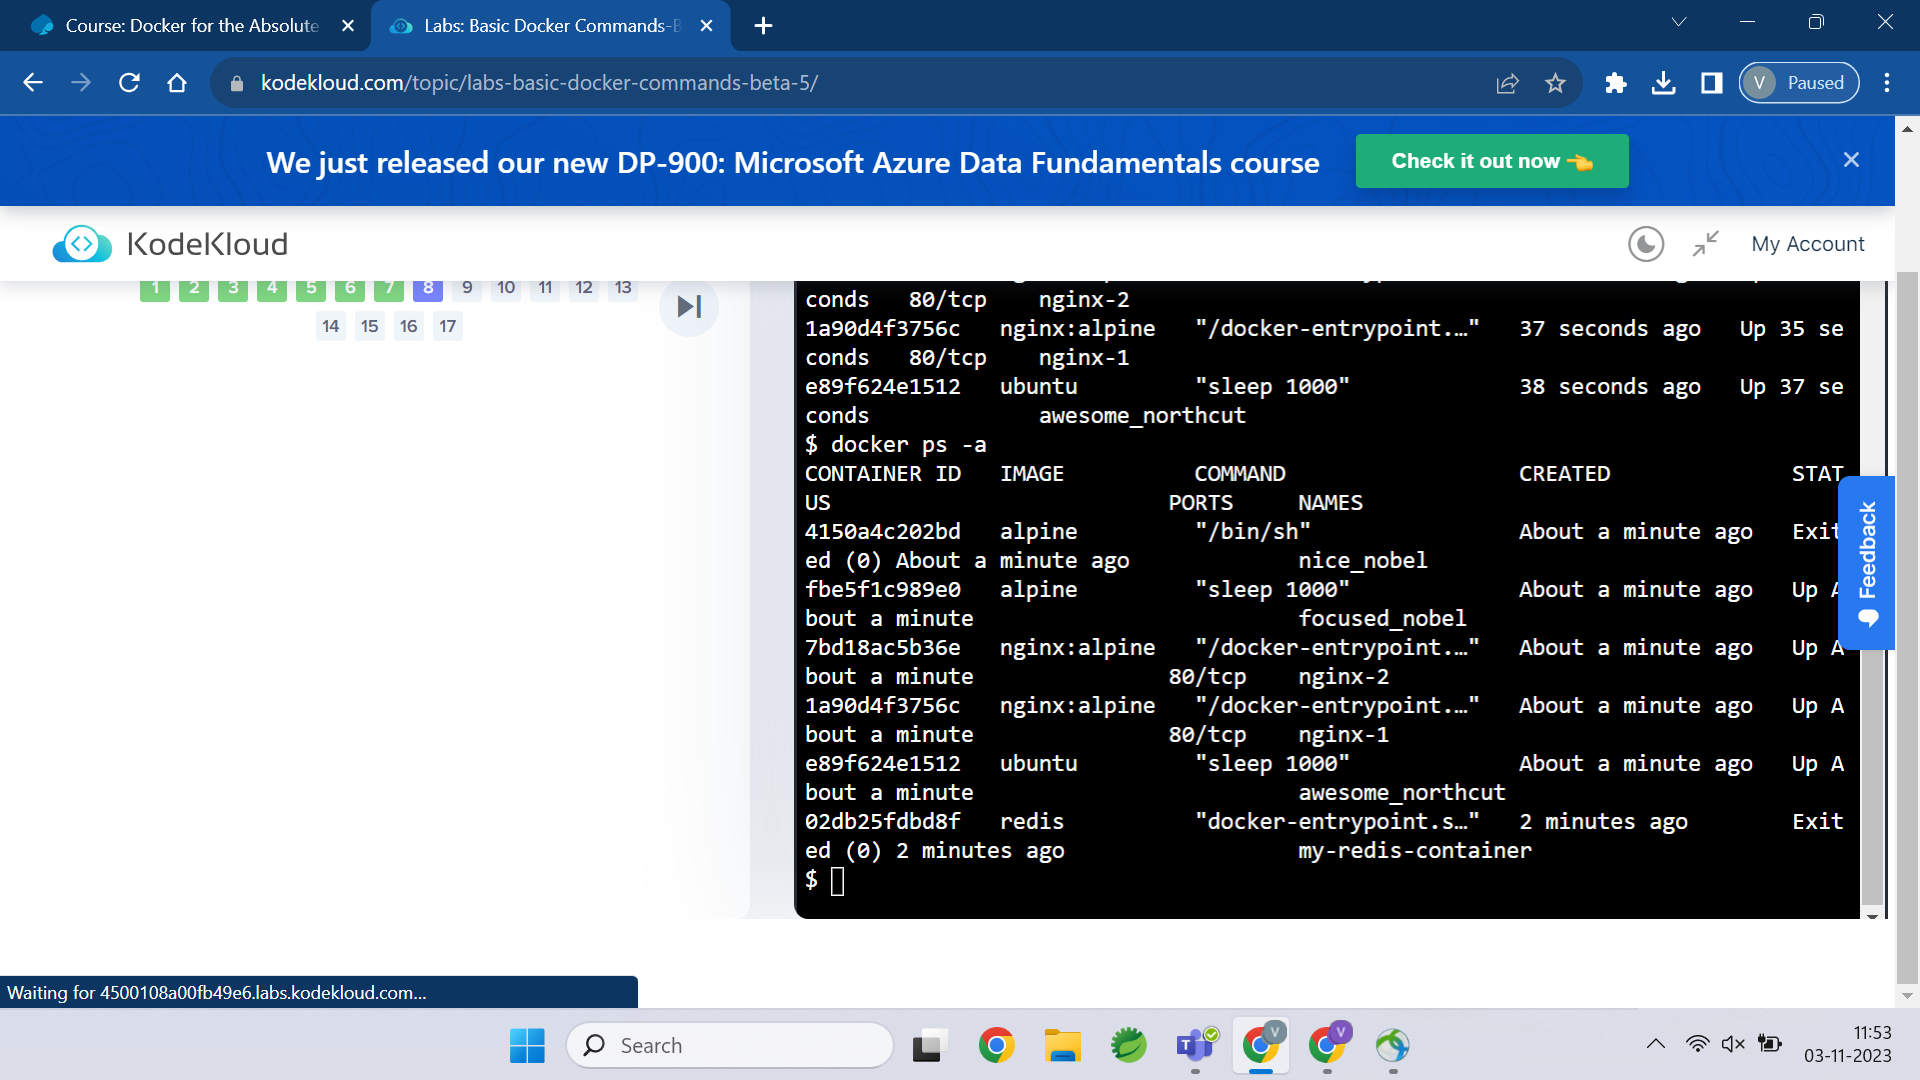 Course: Docker for the Absolute
Labs: Basic Docker Commands-B
kodekloud.com/topic/labs-basic-docker-commands-beta-5/
V Paused
We just released our new DP-900: Microsoft Azure Data Fundamentals course
Check it out now
KodeKloud
My Account
1 2 3 4 5 6 7 8 9 10 11 12 13
14 15 16 17
conds   80/tcp    nginx-2
1a90d4f3756c   nginx:alpine   "/docker-entrypoint.…"   37 seconds ago   Up 35 se
conds   80/tcp    nginx-1
e89f624e1512   ubuntu         "sleep 1000"             38 seconds ago   Up 37 se
conds             awesome_northcut
$ docker ps -a
CONTAINER ID   IMAGE          COMMAND                  CREATED              STAT
US                          PORTS     NAMES
4150a4c202bd   alpine         "/bin/sh"                About a minute ago   Exit
ed (0) About a minute ago             nice_nobel
fbe5f1c989e0   alpine         "sleep 1000"             About a minute ago   Up A
bout a minute                         focused_nobel
7bd18ac5b36e   nginx:alpine   "/docker-entrypoint.…"   About a minute ago   Up A
bout a minute               80/tcp    nginx-2
1a90d4f3756c   nginx:alpine   "/docker-entrypoint.…"   About a minute ago   Up A
bout a minute               80/tcp    nginx-1
e89f624e1512   ubuntu         "sleep 1000"             About a minute ago   Up A
bout a minute                         awesome_northcut
02db25fdbd8f   redis          "docker-entrypoint.s…"   2 minutes ago        Exit
ed (0) 2 minutes ago                  my-redis-container
$
Feedback
Waiting for 4500108a00fb49e6.labs.kodekloud.com...
Search
T
V
V
11:53
03-11-2023